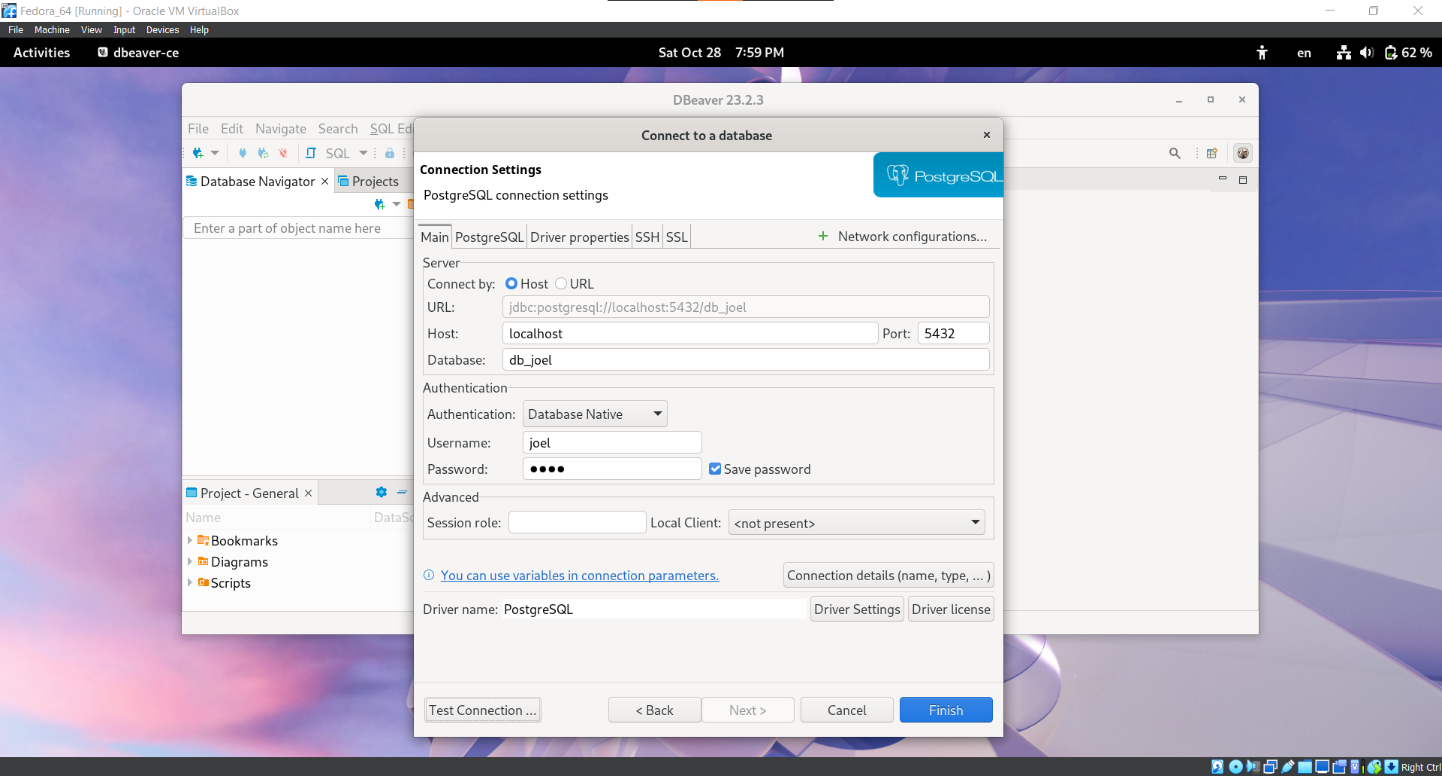 Fedora_64 [Running] - Oracle VM VirtualBox
File Machine View Input Devices Help
Activities dbeaver-ce Sat Oct 28 7:59 PM en 62 %
DBeaver 23.2.3
File Edit Navigate Search SQL Edi
Connect to a database
SQL
Connection Settings
PostgreSQL
PostgreSQL connection settings
Database Navigator Projects
Enter a part of object name here
Main PostgreSQL Driver properties SSH SSL Network configurations...
Server
Connect by: Host URL
URL: jdbc:postgresql://localhost:5432/db_joel
Host: localhost Port: 5432
Database: db_joel
Authentication
Authentication: Database Native
Username: joel
Password: ●●●● Save password
Project - General
Name DataSo
Bookmarks
Diagrams
Scripts
Advanced
Session role: Local Client: <not present>
You can use variables in connection parameters. Connection details (name, type, ... )
Driver name: PostgreSQL Driver Settings Driver license
Test Connection ... < Back Next > Cancel Finish
Right Ctrl